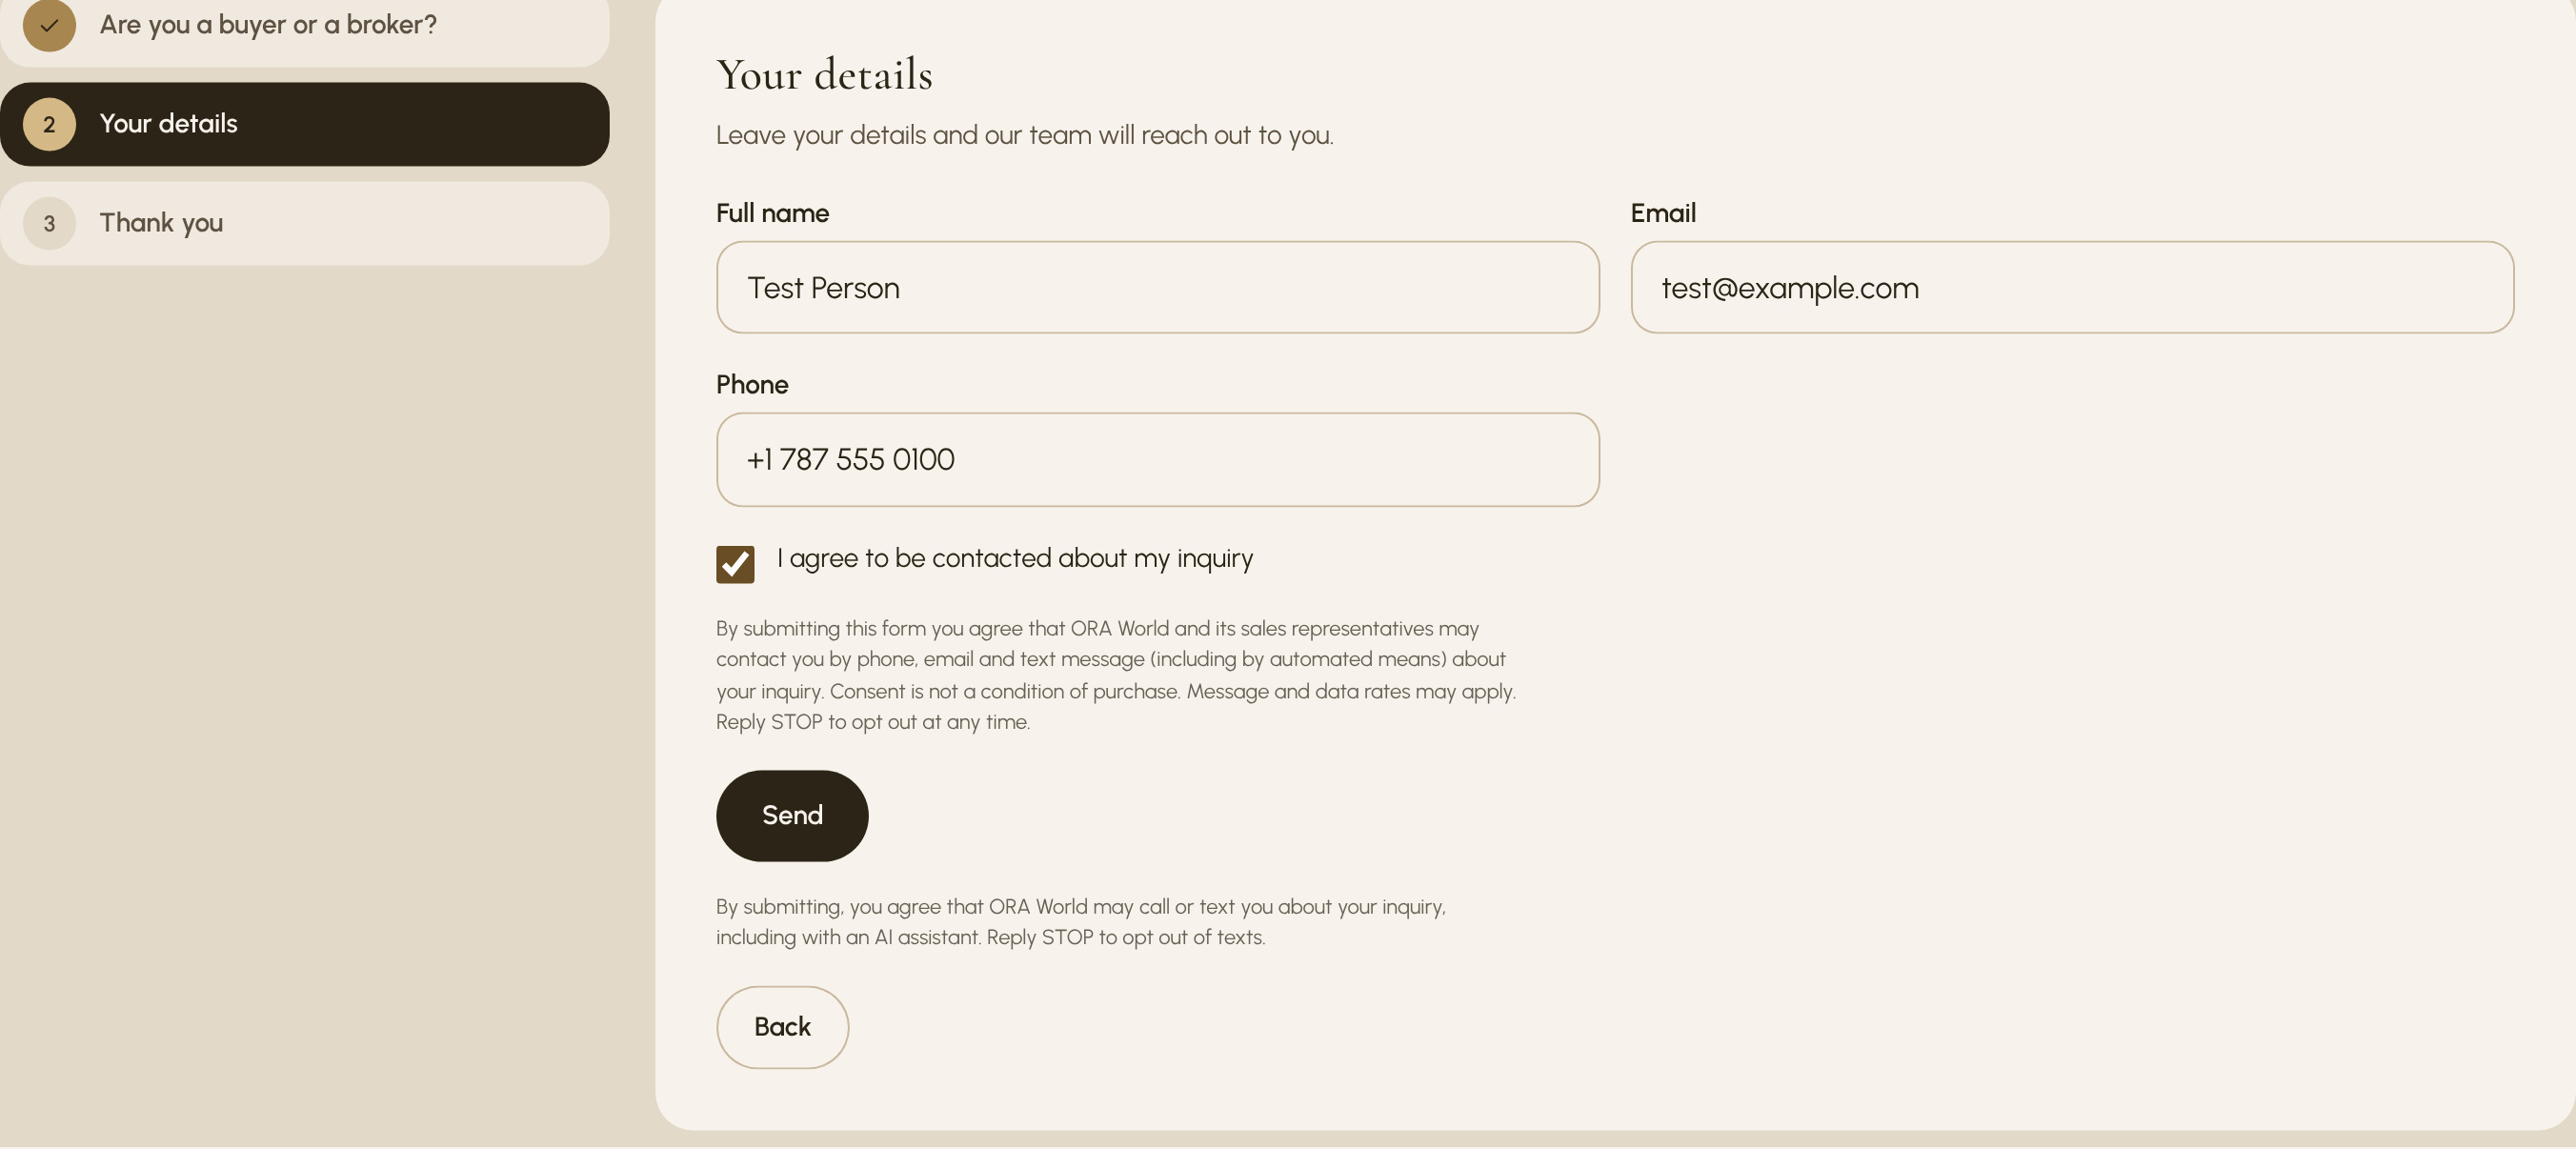 Are you a buyer or a broker?
2
Your details
3
Thank you
Your details
Leave your details and our team will reach out to you.
Full name
Email
Test Person
test@example.com
Phone
+1 787 555 0100
I agree to be contacted about my inquiry
By submitting this form you agree that ORA World and its sales representatives may
contact you by phone, email and text message (including by automated means) about
your inquiry. Consent is not a condition of purchase. Message and data rates may apply.
Reply STOP to opt out at any time.
Send
By submitting, you agree that ORA World may call or text you about your inquiry,
including with an AI assistant. Reply STOP to opt out of texts.
Back